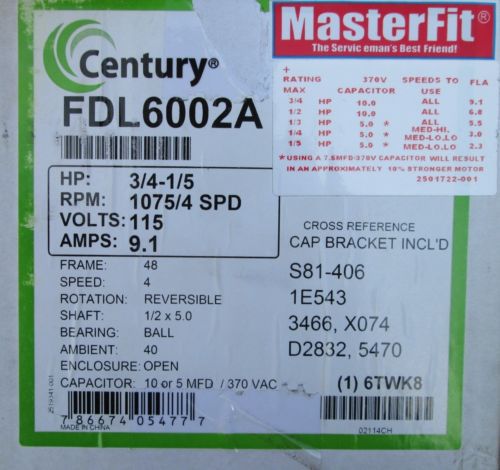 Century®
FDL6002A
MasterFit®
The Service eman's Best Friend!
+
RATING 370V SPEEDS TO FLA
MAX CAPACITOR USE
3/4 HP 10.0 ALL 9.1
1/2 HP 10.0 ALL 6.8
1/3 HP 5.0 * ALL 5.5
1/4 HP 5.0 * MED-HI, MED-LO,LO 3.0
1/5 HP 5.0 * MED-LO,LO 2.3
*USING A 7.5MFD-370V CAPACITOR WILL RESULT
IN AN APPROXIMATELY 10% STRONGER MOTOR
2501722-001
HP: 3/4-1/5
RPM: 1075/4 SPD
VOLTS: 115
AMPS: 9.1
FRAME: 48
SPEED: 4
ROTATION: REVERSIBLE
SHAFT: 1/2 x 5.0
BEARING: BALL
AMBIENT: 40
ENCLOSURE: OPEN
CAPACITOR: 10 or 5 MFD / 370 VAC
CROSS REFERENCE
CAP BRACKET INCL'D
S81-406
1E543
3466, X074
D2832, 5470
(1) 6TWK8
2519341-001
7 86674 05477 7
MADE IN CHINA
02114CH